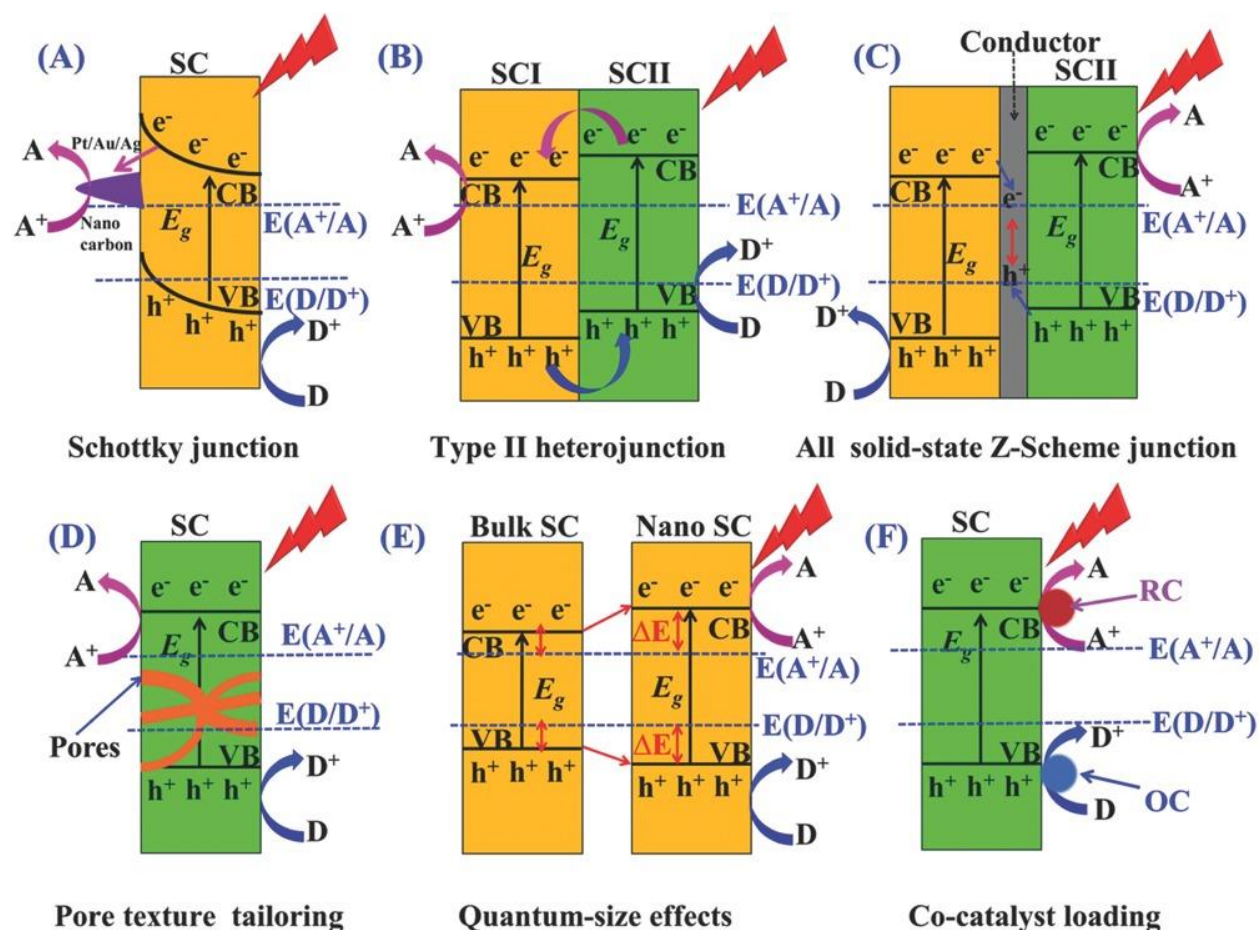 (A)
SC
e⁻
Pt/Au/Ag
e⁻
e⁻
A
CB
A⁺
Nano
carbon
E_g
E(A⁺/A)
E(D/D⁺)
h⁺
VB
h⁺
h⁺
D⁺
D
Schottky junction
(B)
SCI
SCII
e⁻ e⁻ e⁻
e⁻ e⁻ e⁻
A
CB
CB
A⁺
E_g
E_g
E(A⁺/A)
D⁺
E(D/D⁺)
VB
VB
D
h⁺ h⁺ h⁺
h⁺ h⁺ h⁺
Type II heterojunction
(C)
Conductor
SCII
A
e⁻ e⁻ e⁻
e⁻ e⁻ e⁻
CB
CB
A⁺
e⁻
E(A⁺/A)
E_g
E_g
h⁺
E(D/D⁺)
D⁺
VB
VB
h⁺ h⁺ h⁺
h⁺ h⁺ h⁺
D
All solid-state Z-Scheme junction
(D)
SC
A
e⁻ e⁻ e⁻
CB
A⁺
E_g
E(A⁺/A)
E(D/D⁺)
Pores
VB
D⁺
h⁺ h⁺ h⁺
D
Pore texture tailoring
(E)
Bulk SC
Nano SC
A
e⁻ e⁻ e⁻
e⁻ e⁻ e⁻
CB
ΔE
CB
A⁺
E(A⁺/A)
E_g
E_g
E(D/D⁺)
VB
ΔE
VB
h⁺ h⁺ h⁺
h⁺ h⁺ h⁺
D⁺
D
Quantum-size effects
(F)
SC
A
e⁻ e⁻ e⁻
RC
CB
A⁺
E(A⁺/A)
E_g
E(D/D⁺)
D⁺
VB
h⁺ h⁺ h⁺
D
OC
Co-catalyst loading